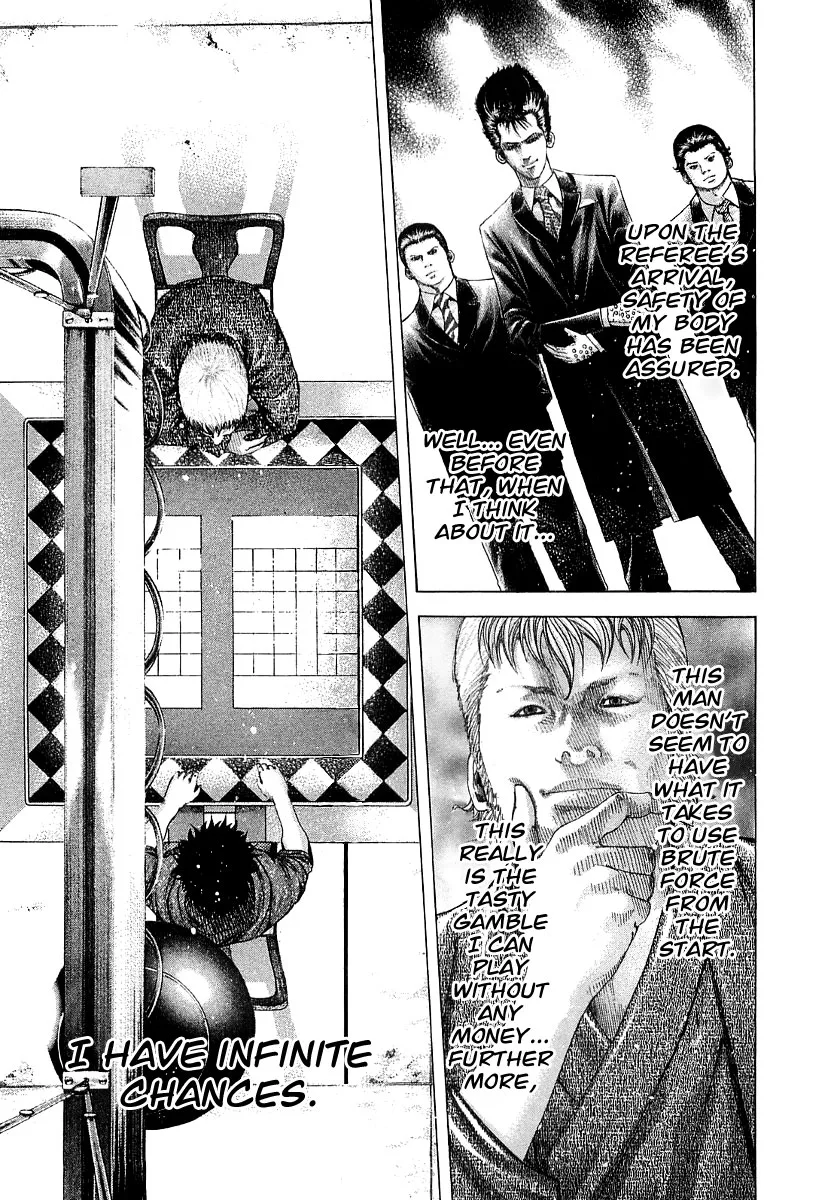 UPON THE
REFEREE'S
ARRIVAL,
SAFETY OF
MY BODY
HAS BEEN
ASSURED.
WELL... EVEN
BEFORE
THAT, WHEN
I THINK
ABOUT IT...
THIS
MAN
DOESN'T
SEEM TO
HAVE
WHAT IT
TAKES
TO USE
BRUTE
FORCE
FROM
THE
START.
THIS
REALLY
IS THE
TASTY
GAMBLE
I CAN
PLAY
WITHOUT
ANY
MONEY...
FURTHER
MORE,
I HAVE INFINITE
CHANCES.